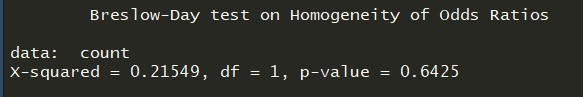 Breslow-Day test on Homogeneity of Odds Ratios
data: count
X-squared = 0.21549, df = 1, p-value = 0.6425